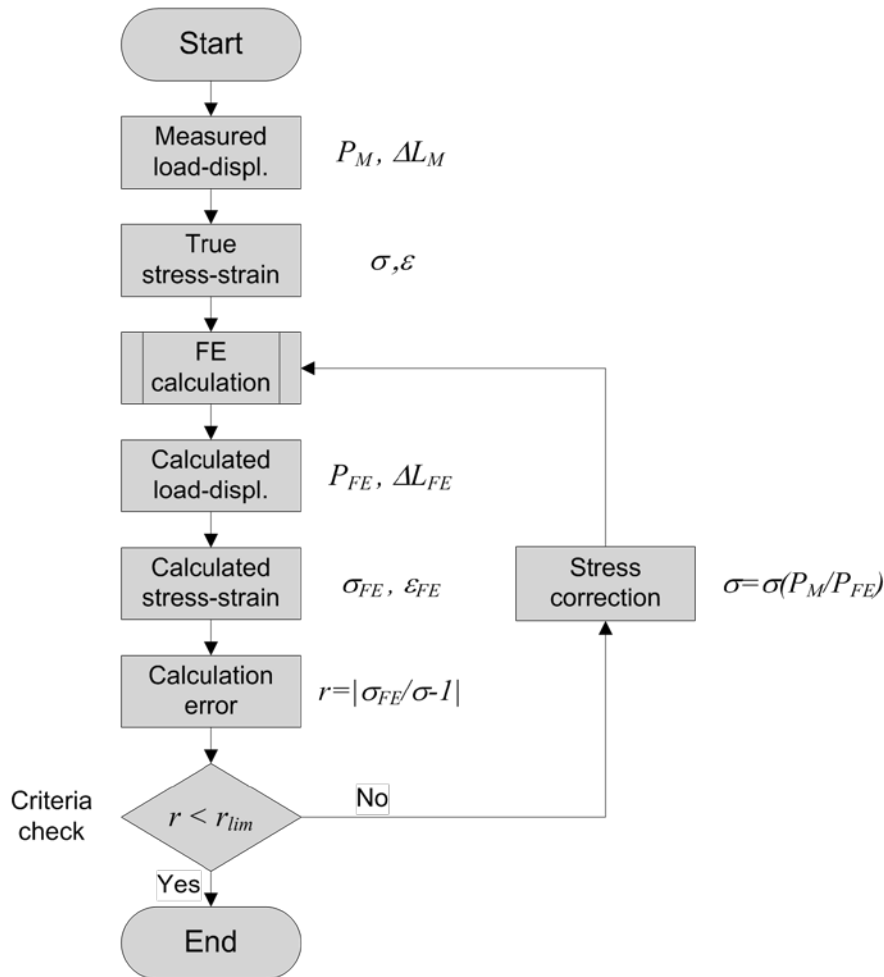 Start
Measured
load-displ.
P_M, ΔL_M
True
stress-strain
σ,ε
FE
calculation
Calculated
load-displ.
P_FE, ΔL_FE
Calculated
stress-strain
σ_FE, ε_FE
Stress
correction
σ=σ(P_M/P_FE)
Calculation
error
r=|σ_FE/σ-1|
Criteria
check
r < r_lim
No
Yes
End